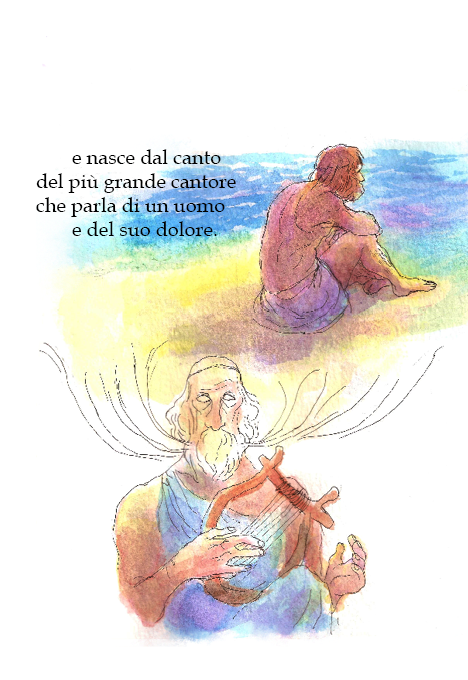 e nasce dal canto
del più grande cantore
che parla di un uomo
e del suo dolore.